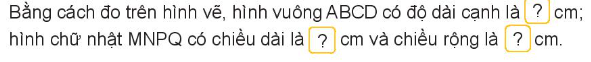 Bằng cách đo trên hình vẽ, hình vuông ABCD có độ dài cạnh là ? cm;
hình chữ nhật MNPQ có chiều dài là ? cm và chiều rộng là ? cm.